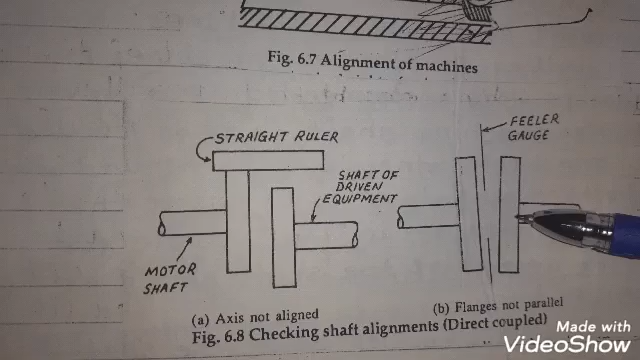 Fig. 6.7 Alignment of machines
STRAIGHT RULER
SHAFT OF
DRIVEN
EQUIPMENT
MOTOR
SHAFT
FEELER
GAUGE
(a) Axis not aligned
(b) Flanges not parallel
Fig. 6.8 Checking shaft alignments (Direct coupled)
Made with
VideoShow